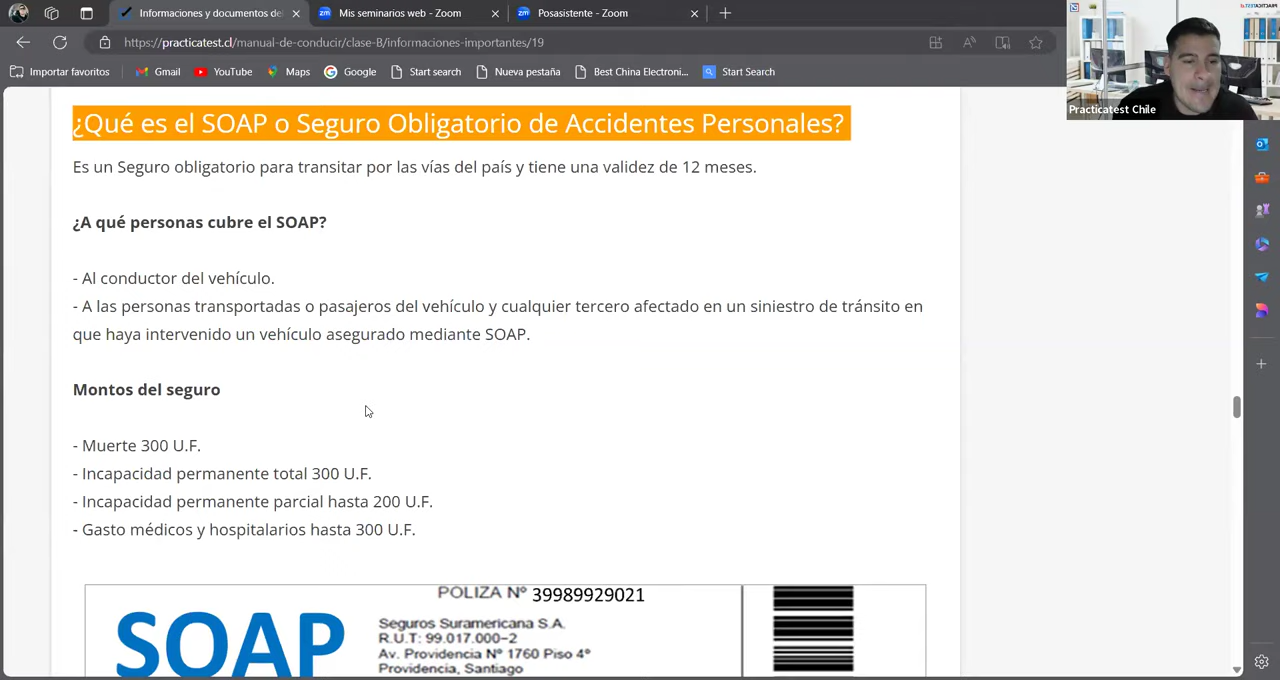 Informaciones y documentos del
Mis seminarios web - Zoom
Posasistente - Zoom
https://practicatest.cl/manual-de-conducir/clase-B/informaciones-importantes/19
Importar favoritos
Gmail
YouTube
Maps
Google
Start search
Nueva pestaña
Best China Electroni...
Start Search
Practicatest Chile
¿Qué es el SOAP o Seguro Obligatorio de Accidentes Personales?
Es un Seguro obligatorio para transitar por las vías del país y tiene una validez de 12 meses.
¿A qué personas cubre el SOAP?
- Al conductor del vehículo.
- A las personas transportadas o pasajeros del vehículo y cualquier tercero afectado en un siniestro de tránsito en
que haya intervenido un vehículo asegurado mediante SOAP.
Montos del seguro
- Muerte 300 U.F.
- Incapacidad permanente total 300 U.F.
- Incapacidad permanente parcial hasta 200 U.F.
- Gasto médicos y hospitalarios hasta 300 U.F.
POLIZA Nº 39989929021
SOAP
Seguros Suramericana S.A.
R.U.T: 99.017.000-2
Av. Providencia Nº 1760 Piso 4º
Providencia, Santiago